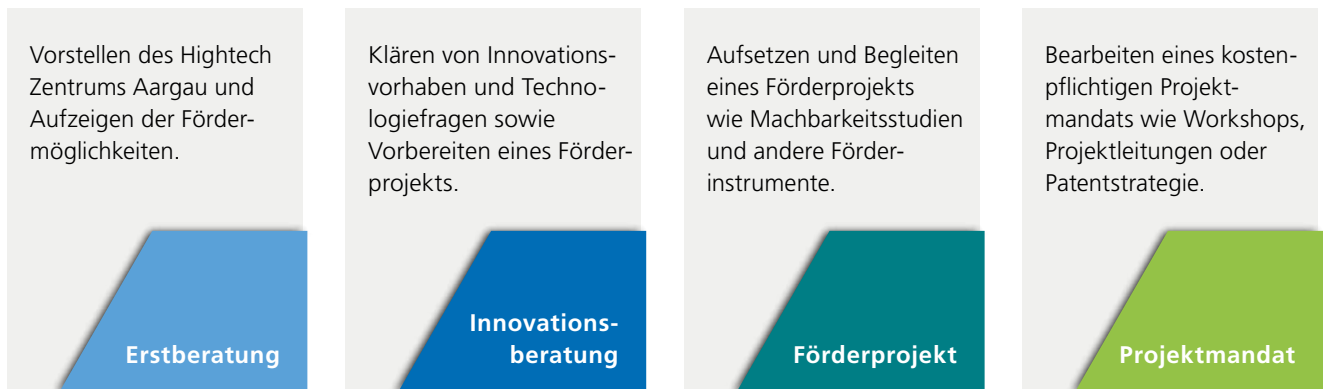 Vorstellen des Hightech
Zentrums Aargau und
Aufzeigen der Förder-
möglichkeiten.
Erstberatung
Klären von Innovations-
vorhaben und Techno-
logiefragen sowie
Vorbereiten eines Förder-
projekts.
Innovations-
beratung
Aufsetzen und Begleiten
eines Förderprojekts
wie Machbarkeitsstudien
und andere Förder-
instrumente.
Förderprojekt
Bearbeiten eines kosten-
pflichtigen Projekt-
mandats wie Workshops,
Projektleitungen oder
Patentstrategie.
Projektmandat